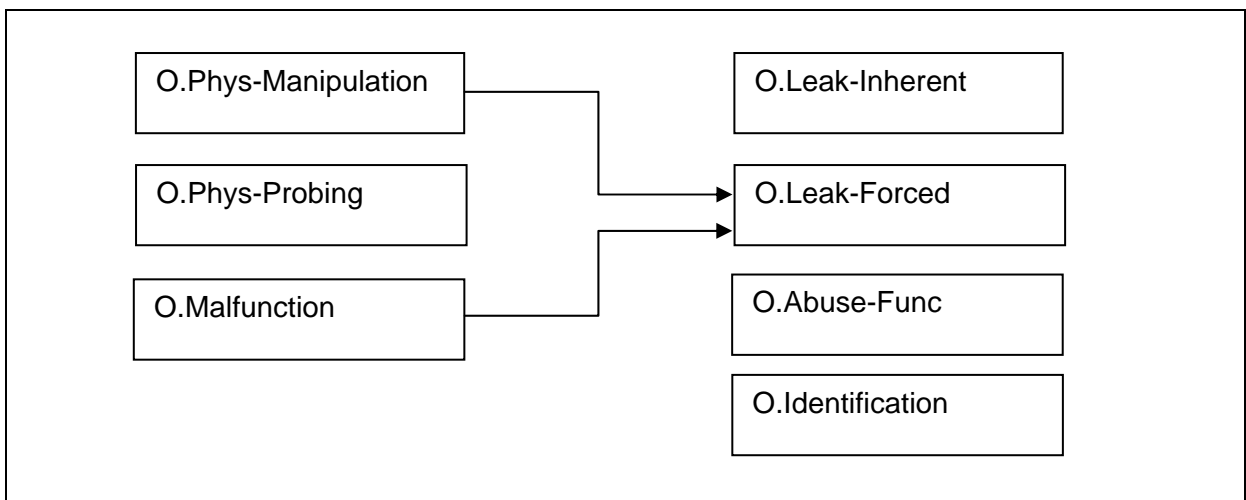 O.Phys-Manipulation
O.Leak-Inherent
O.Phys-Probing
O.Leak-Forced
O.Malfunction
O.Abuse-Func
O.Identification